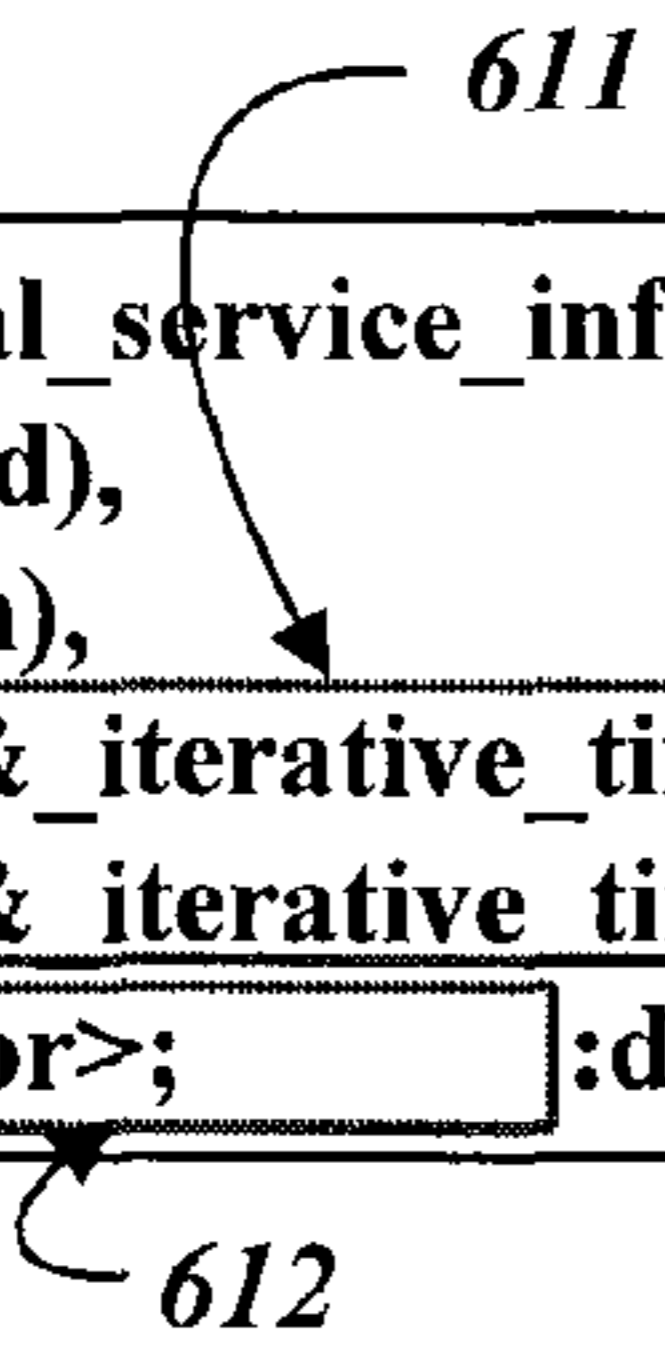 611
al_service_inf
d),
n),
&_iterative_ti
&_iterative_ti
or>; :d
612